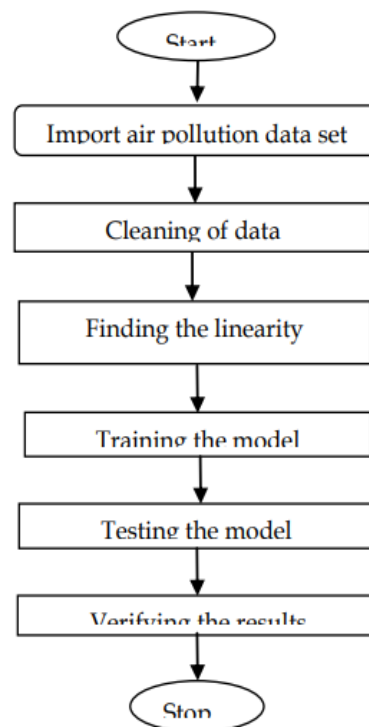 Start
Import air pollution data set
Cleaning of data
Finding the linearity
Training the model
Testing the model
Verifying the results
Stop